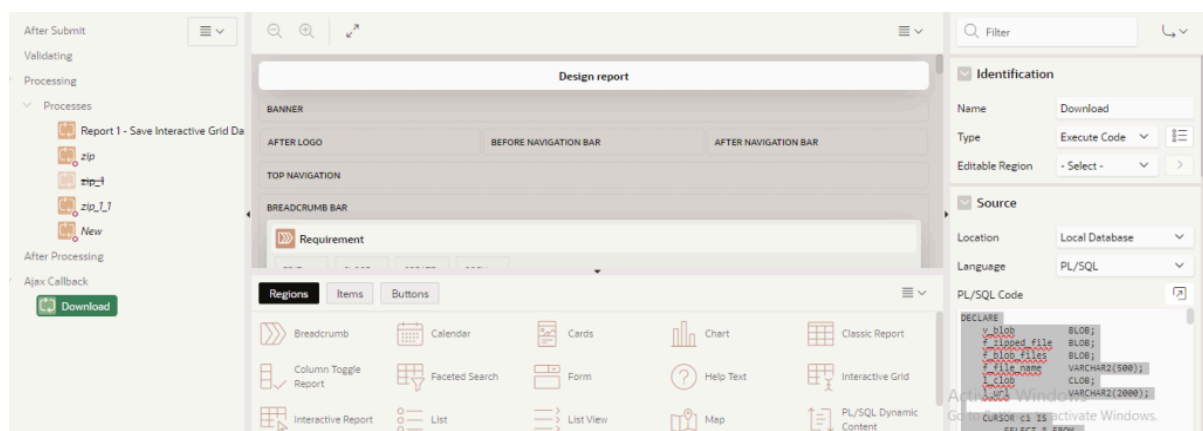 After Submit
Validating
Processing
Processes
Report 1 - Save Interactive Grid Da
zip
zip_1
zip_1_1
New
After Processing
Ajax Callback
Download
Design report
BANNER
AFTER LOGO
BEFORE NAVIGATION BAR
AFTER NAVIGATION BAR
TOP NAVIGATION
BREADCRUMB BAR
Requirement
Regions
Items
Buttons
Breadcrumb
Calendar
Cards
Chart
Classic Report
Column Toggle
Report
Faceted Search
Form
Help Text
Interactive Grid
Interactive Report
List
List View
Map
PL/SQL Dynamic
Content
Filter
Identification
Name
Download
Type
Execute Code
Editable Region
- Select -
Source
Location
Local Database
Language
PL/SQL
PL/SQL Code
DECLARE
v_blob BLOB;
f_zipped_file BLOB;
f_blob_files BLOB;
f_file_name VARCHAR2(500);
l_clob CLOB;
l_url VARCHAR2(2000);
CURSOR c1 IS
SELECT * FROM